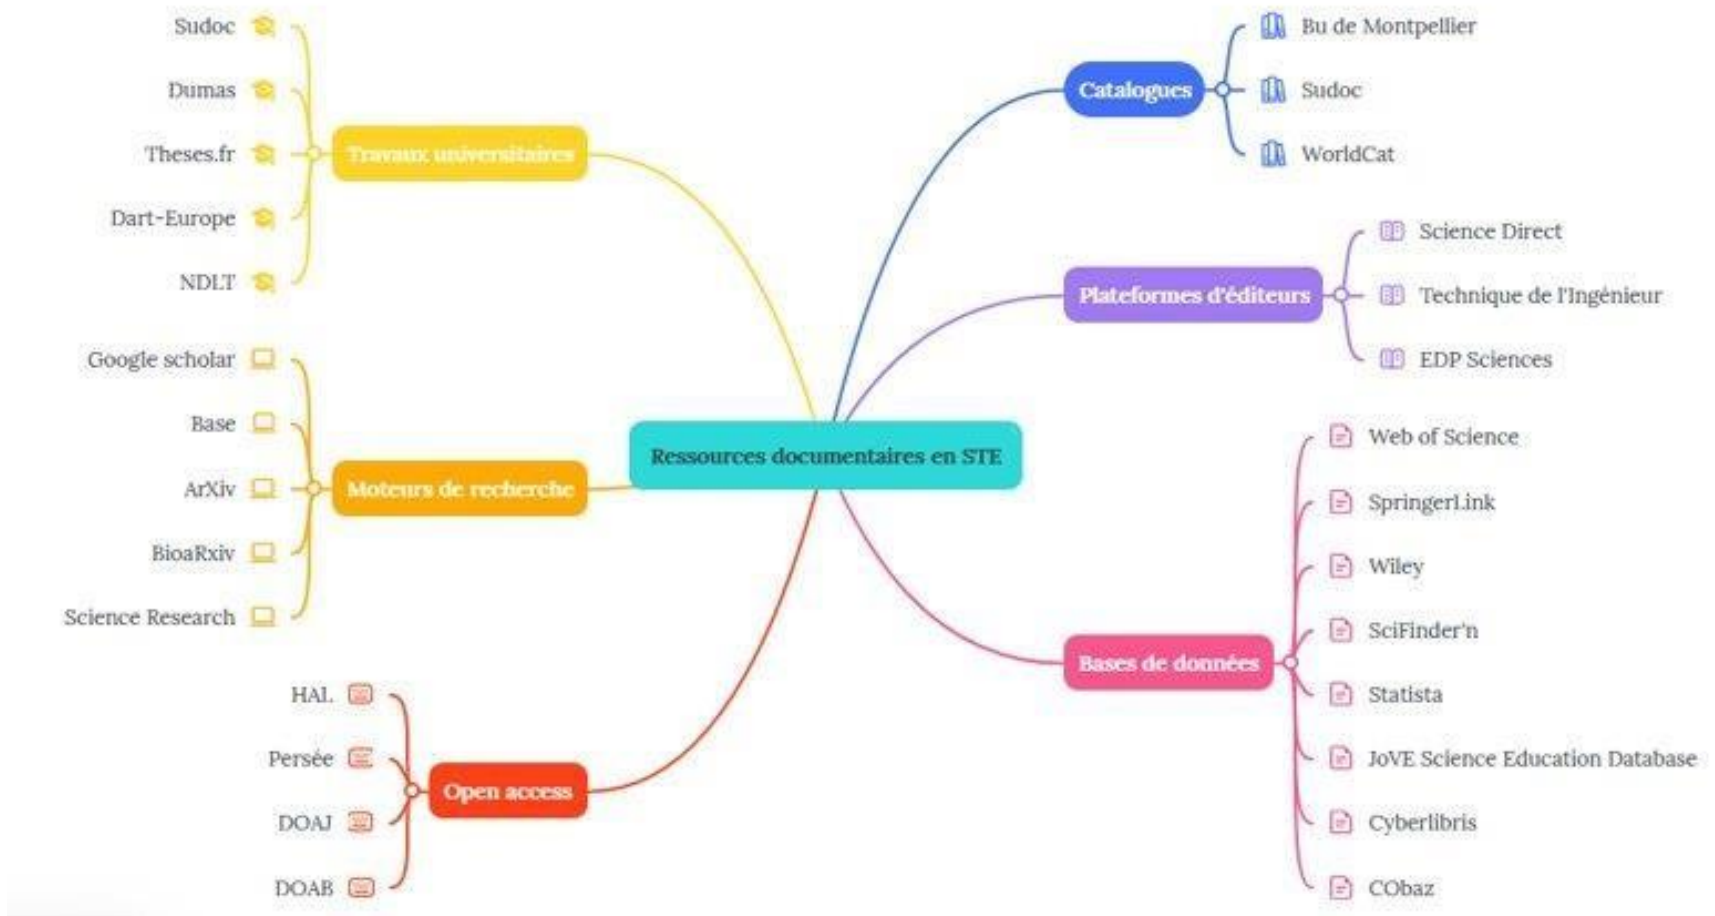 Ressources documentaires en STE
Travaux universitaires
Sudoc
Dumas
Theses.fr
Dart-Europe
NDLT
Moteurs de recherche
Google scholar
Base
ArXiv
BioaRxiv
Science Research
Open access
HAL
Persée
DOAJ
DOAB
Catalogues
Bu de Montpellier
Sudoc
WorldCat
Plateformes d'éditeurs
Science Direct
Technique de l'Ingénieur
EDP Sciences
Bases de données
Web of Science
SpringerLink
Wiley
SciFinder'n
Statista
JoVE Science Education Database
Cyberlibris
CObaz